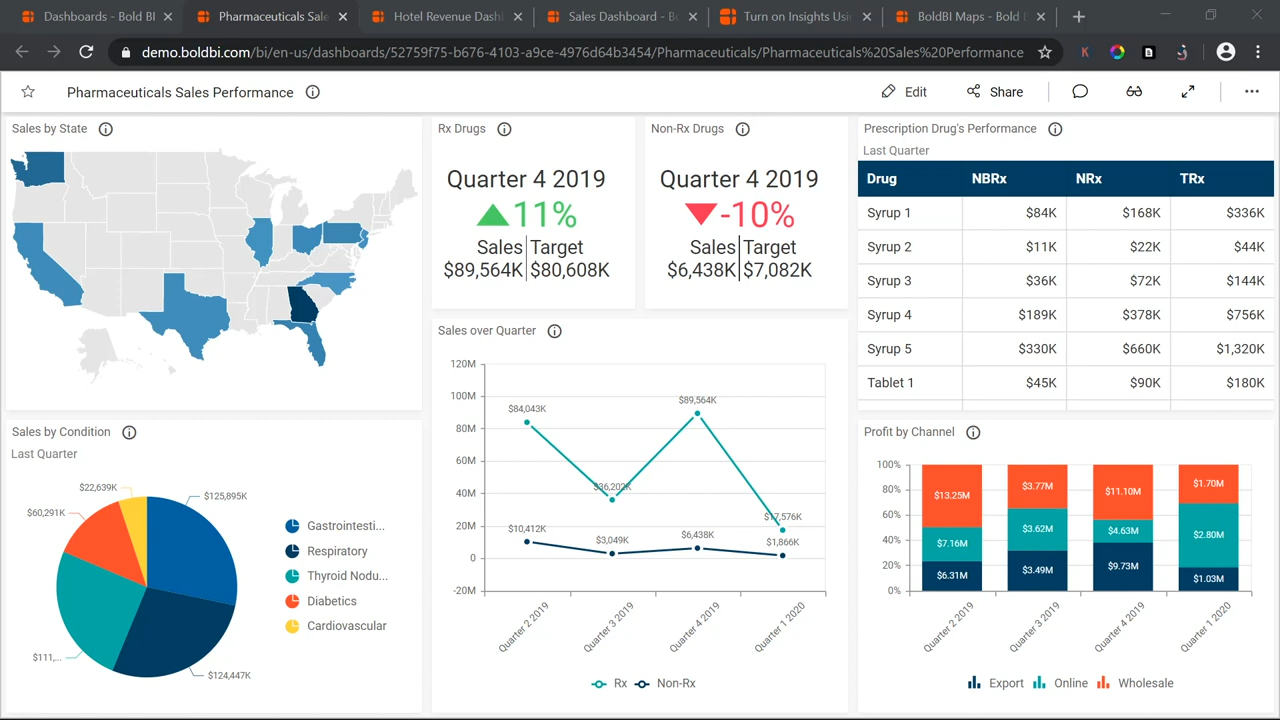 Dashboards - Bold BI
Pharmaceuticals Sale
Hotel Revenue Dash
Sales Dashboard - Bo
Turn on Insights Usin
BoldBI Maps - Bold B
demo.boldbi.com/bi/en-us/dashboards/52759f75-b676-4103-a9ce-4976d64b3454/Pharmaceuticals/Pharmaceuticals%20Sales%20Performance
Pharmaceuticals Sales Performance
Edit
Share
Sales by State
Rx Drugs
Quarter 4 2019
11%
Sales Target
$89,564K $80,608K
Non-Rx Drugs
Quarter 4 2019
-10%
Sales Target
$6,438K $7,082K
Prescription Drug's Performance
Last Quarter
Drug NBRx NRx TRx
Syrup 1 $84K $168K $336K
Syrup 2 $11K $22K $44K
Syrup 3 $36K $72K $144K
Syrup 4 $189K $378K $756K
Syrup 5 $330K $660K $1,320K
Tablet 1 $45K $90K $180K
Sales by Condition
Last Quarter
$22,639K
$125,895K
$60,291K
$111,...
$124,447K
Gastrointesti...
Respiratory
Thyroid Nodu...
Diabetics
Cardiovascular
Sales over Quarter
120M
100M
80M
60M
40M
20M
0
-20M
$84,043K
$36,202K
$89,564K
$17,576K
$10,412K
$3,049K
$6,438K
$1,866K
Quarter 2 2019
Quarter 3 2019
Quarter 4 2019
Quarter 1 2020
Rx Non-Rx
Profit by Channel
100%
80%
60%
40%
20%
0%
$13.25M
$7.16M
$6.31M
$3.77M
$3.62M
$3.49M
$11.10M
$4.63M
$9.73M
$1.70M
$2.80M
$1.03M
Quarter 2 2019
Quarter 3 2019
Quarter 4 2019
Quarter 1 2020
Export Online Wholesale